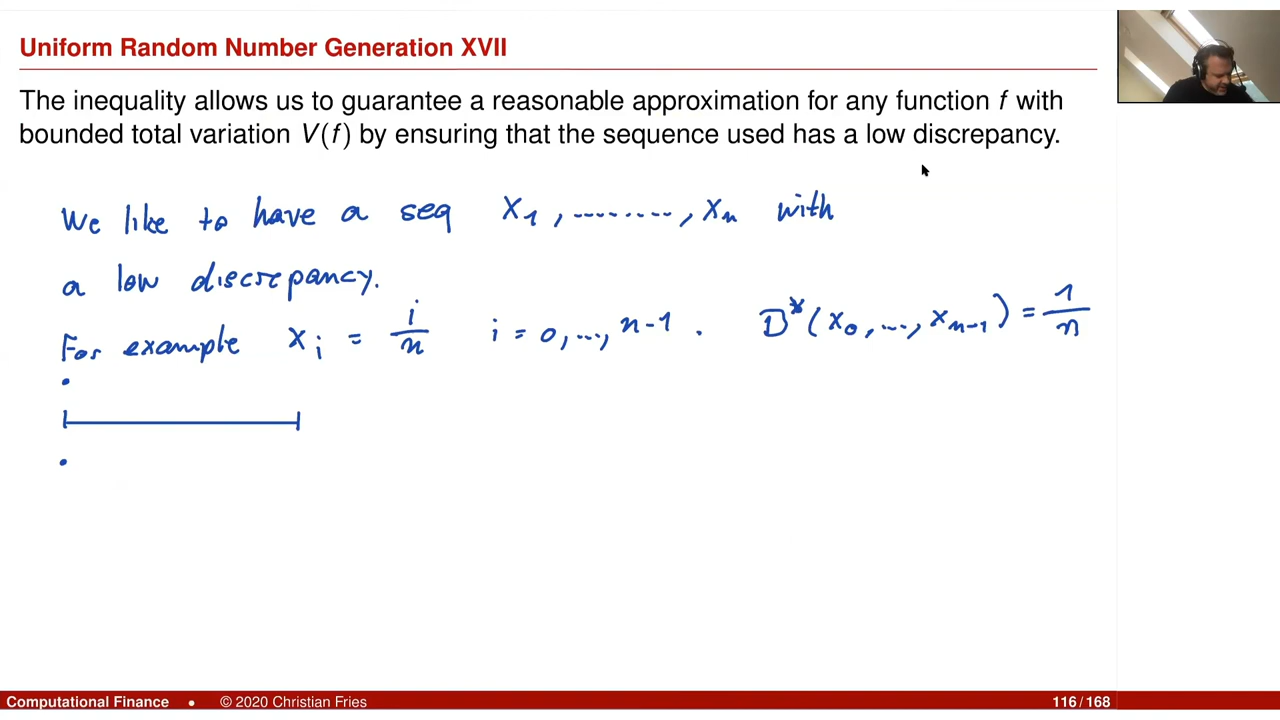 Uniform Random Number Generation XVII
The inequality allows us to guarantee a reasonable approximation for any function f with
bounded total variation V(f) by ensuring that the sequence used has a low discrepancy.
We like to have a seq x₁, ........, xₙ with
a low discrepancy.
For example xᵢ = i/n i = 0, ..., n-1. D*(x₀, ..., xₙ₋₁) = 1/n
Computational Finance • © 2020 Christian Fries 116/168